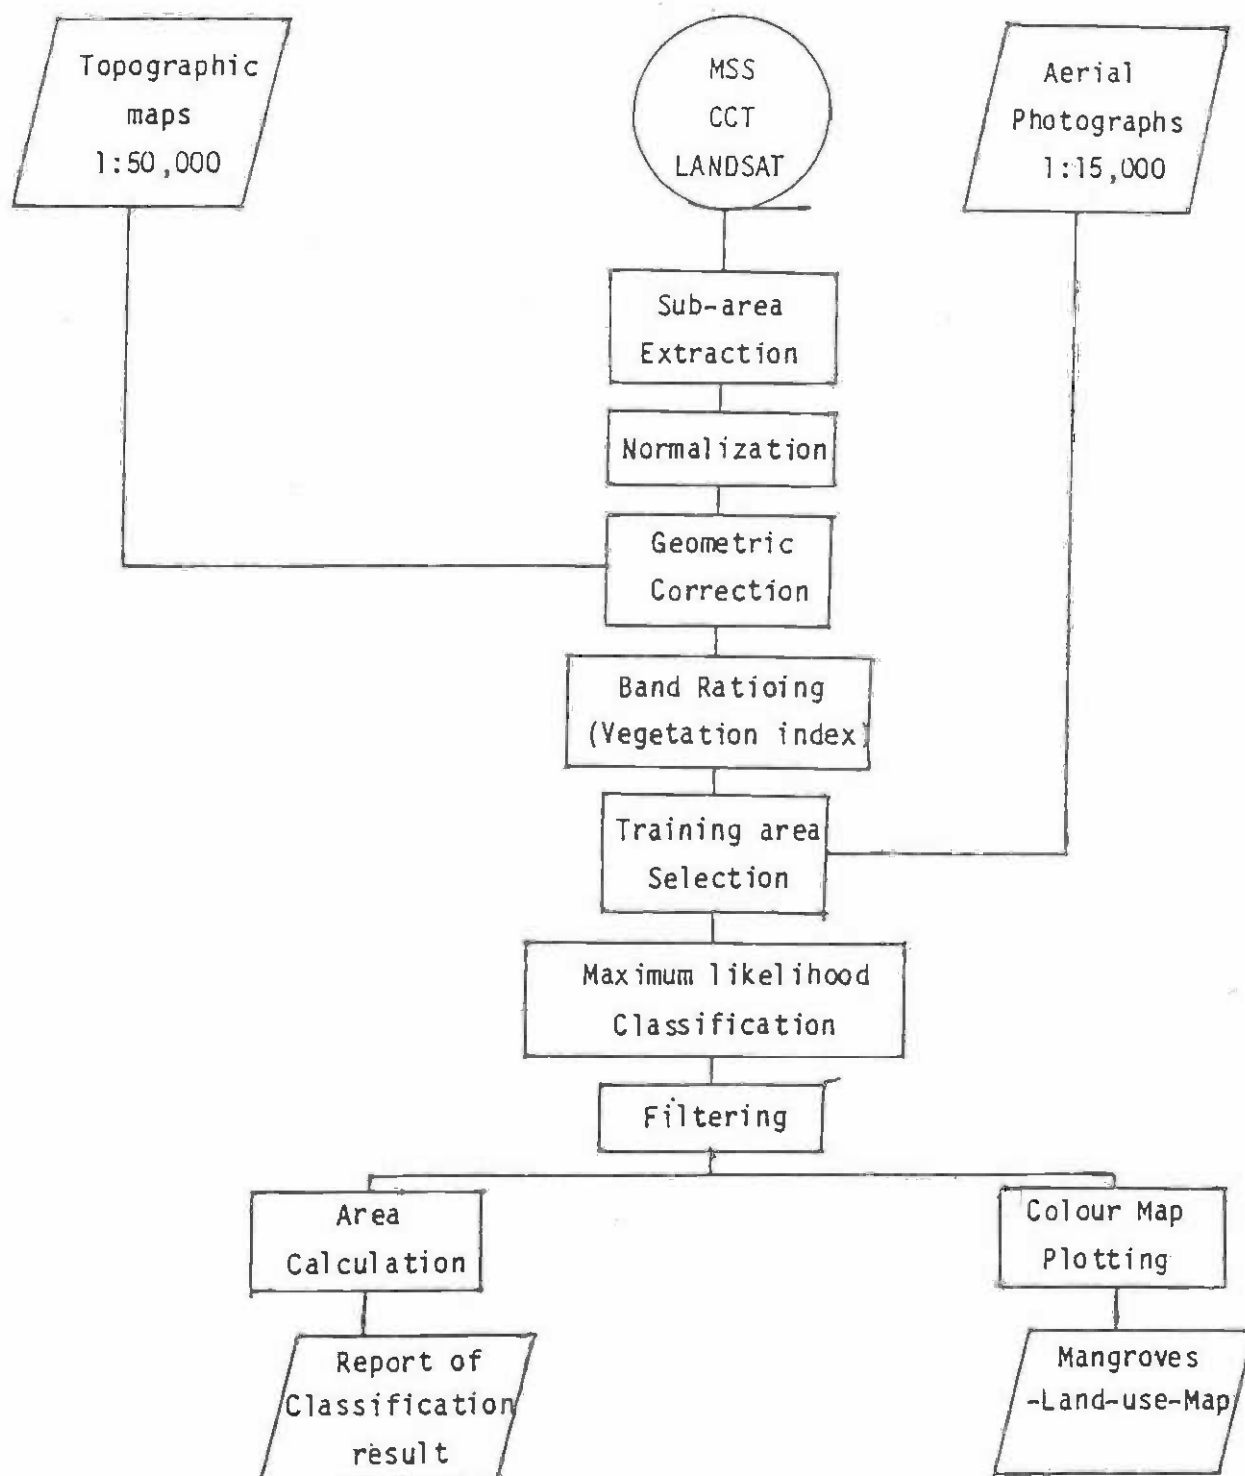 Topographic
maps
1:50,000
MSS
CCT
LANDSAT
Aerial
Photographs
1:15,000
Sub-area
Extraction
Normalization
Geometric
Correction
Band Ratioing
(Vegetation index)
Training area
Selection
Maximum likelihood
Classification
Filtering
Area
Calculation
Colour Map
Plotting
Report of
Classification
result
Mangroves
-Land-use-Map